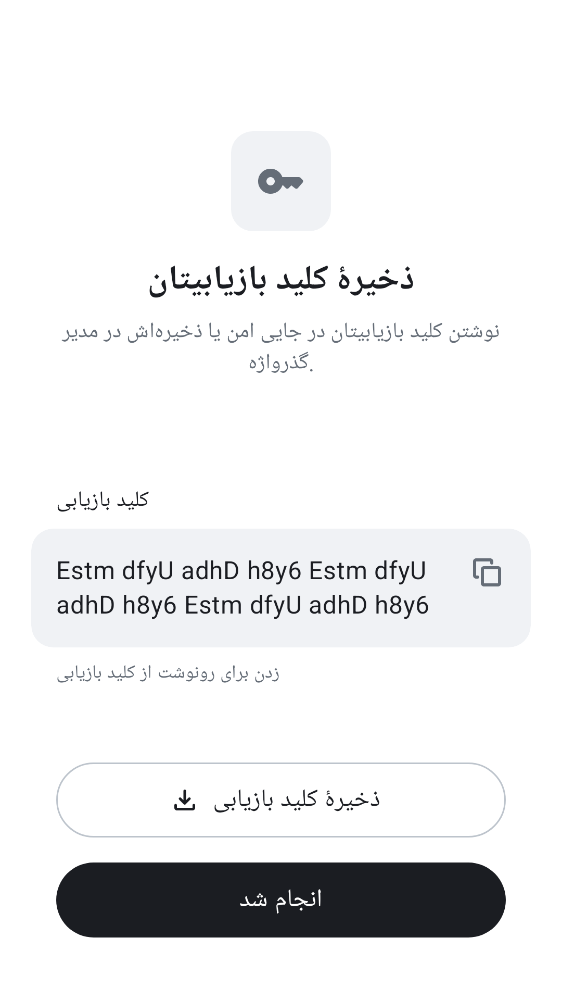 ذخیرهٔ کلید بازیابیتان
نوشتن کلید بازیابیتان در جایی امن یا ذخیره‌اش در مدیر
گذرواژه.
کلید بازیابی
Estm dfyU adhD h8y6 Estm dfyU
adhD h8y6 Estm dfyU adhD h8y6
زدن برای رونوشت از کلید بازیابی
ذخیرهٔ کلید بازیابی
انجام شد